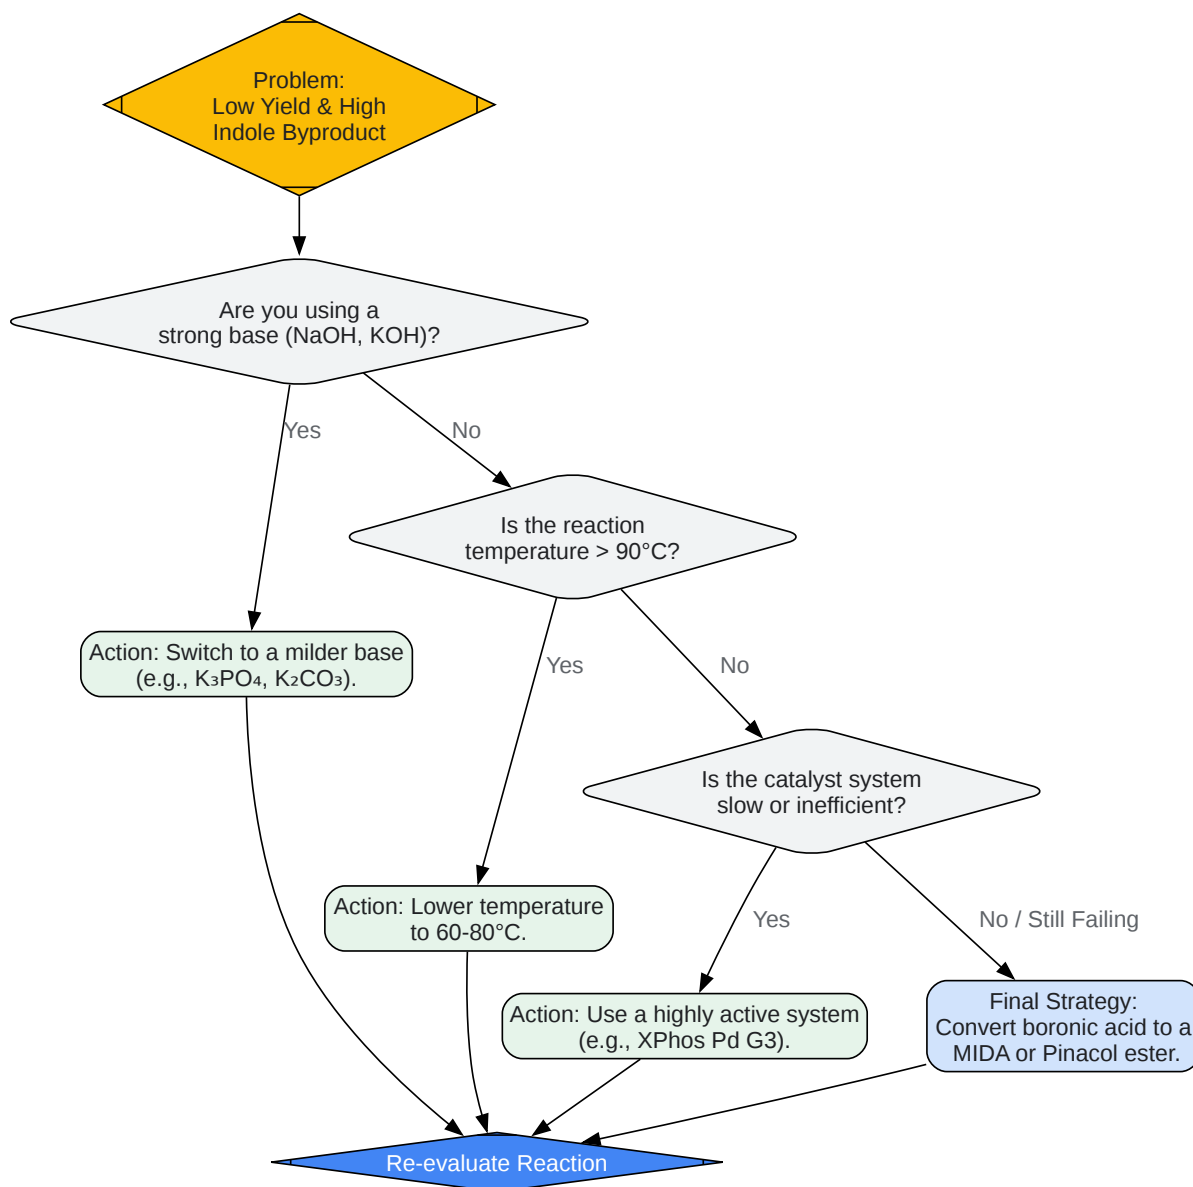 Problem:
Low Yield & High
Indole Byproduct
Are you using a
strong base (NaOH, KOH)?
Yes
No
Is the reaction
temperature > 90°C?
Action: Switch to a milder base
(e.g., K₃PO₄, K₂CO₃).
Yes
No
Is the catalyst system
slow or inefficient?
Action: Lower temperature
to 60-80°C.
Yes
No / Still Failing
Action: Use a highly active system
(e.g., XPhos Pd G3).
Final Strategy:
Convert boronic acid to a
MIDA or Pinacol ester.
Re-evaluate Reaction